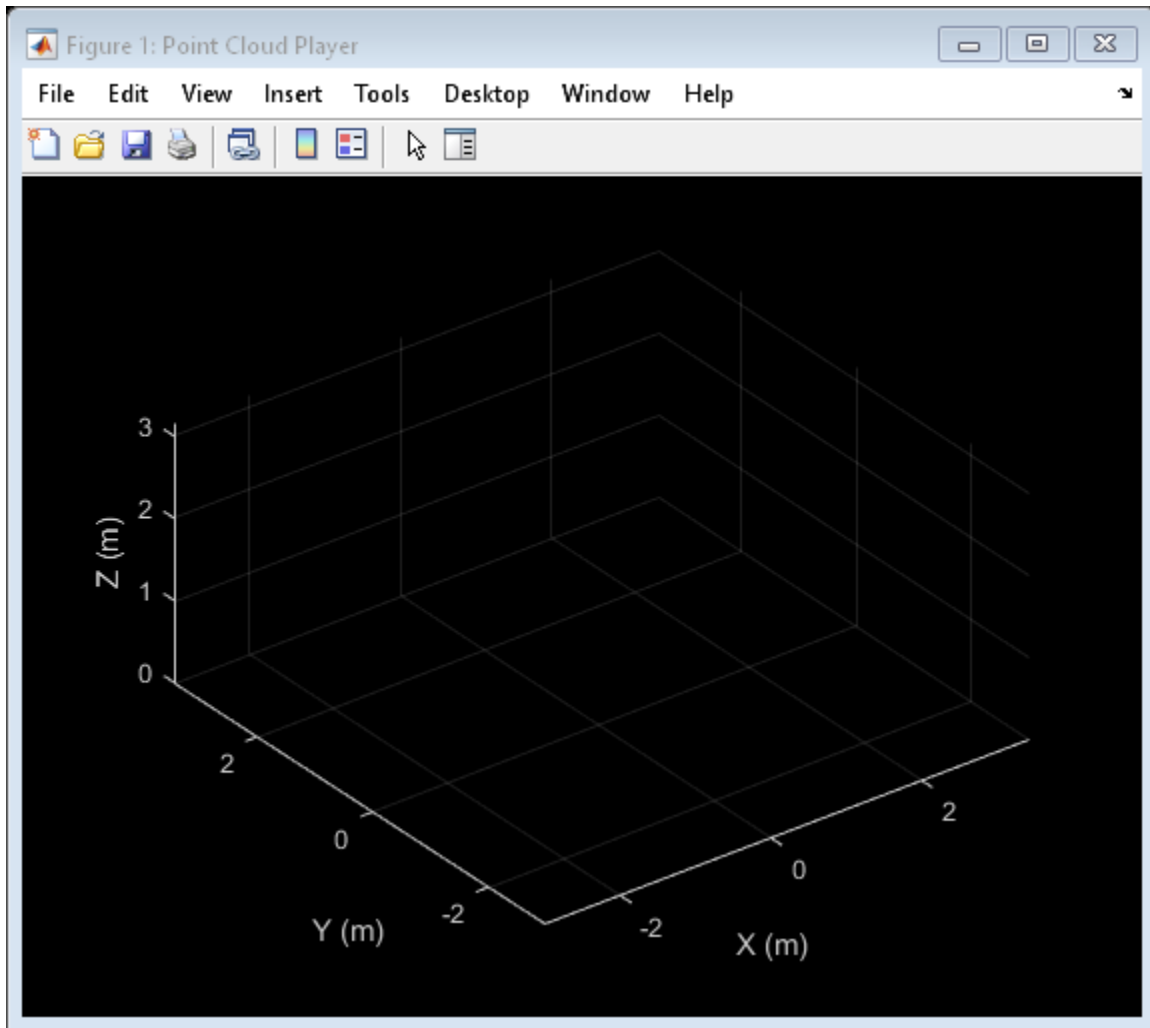 Figure 1: Point Cloud Player
File Edit View Insert Tools Desktop Window Help
3
2
1
0
Z (m)
2
0
-2
Y (m)
-2
0
2
X (m)